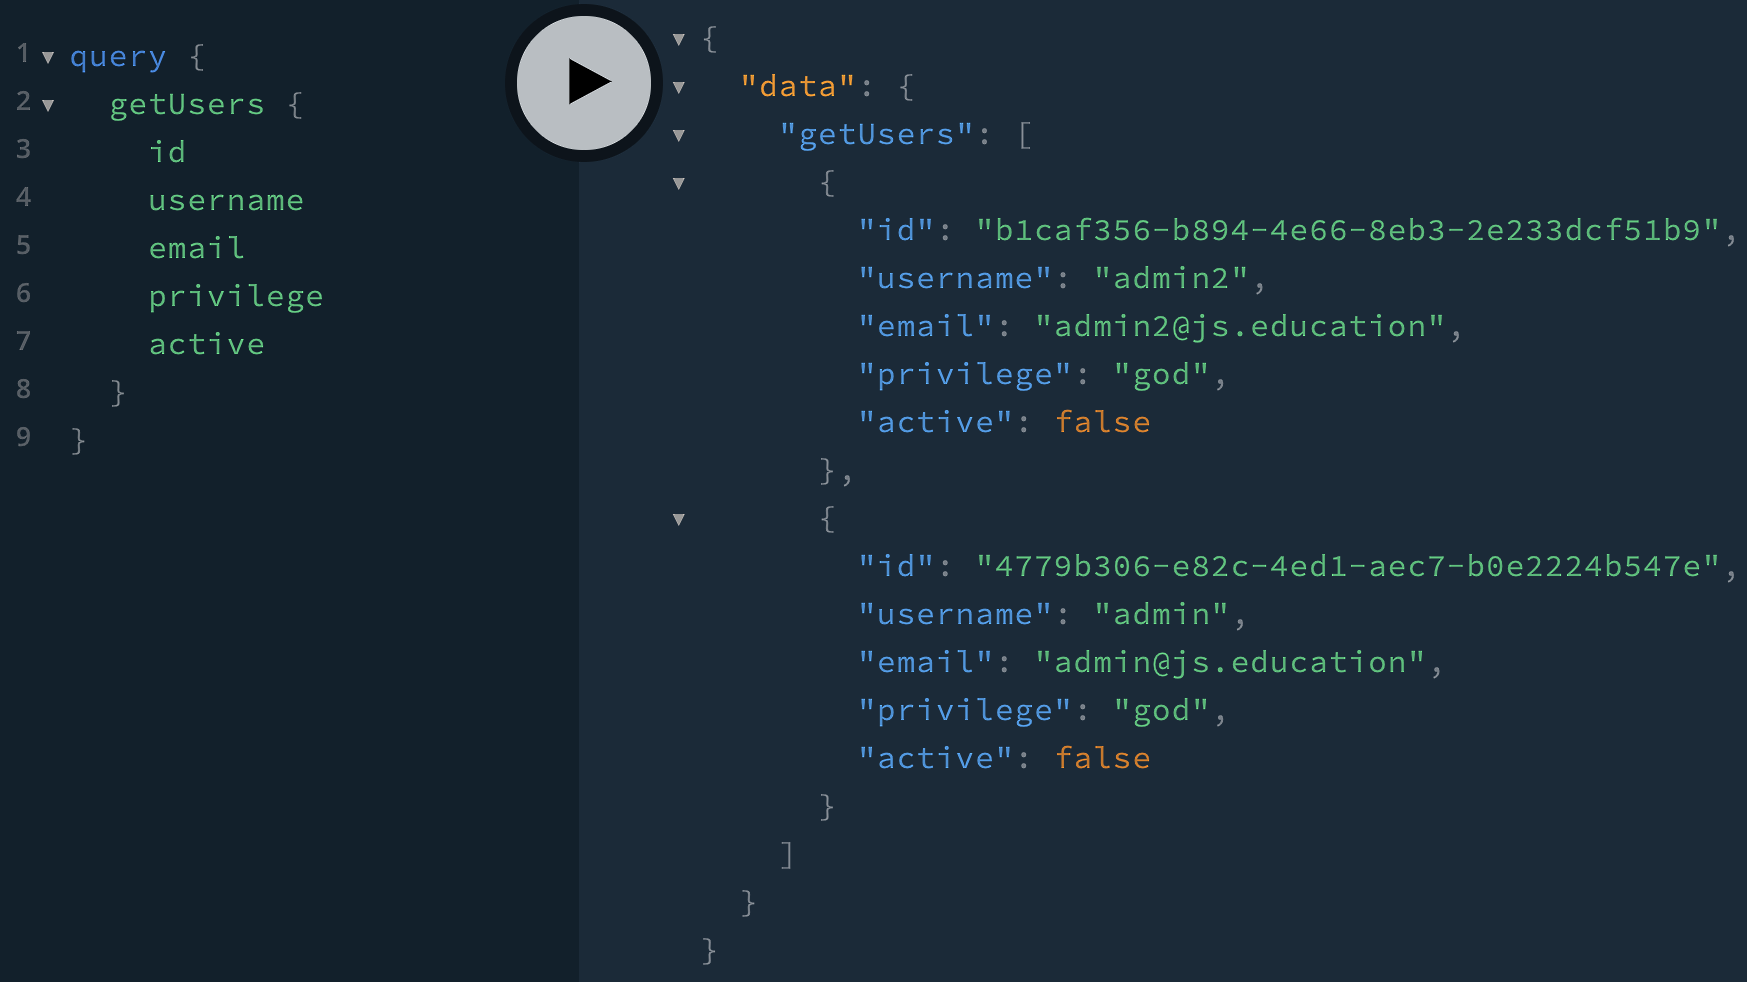 1 query {
2 getUsers {
3 id
4 username
5 email
6 privilege
7 active
8 }
9 }
{
"data": {
"getUsers": [
{
"id": "b1caf356-b894-4e66-8eb3-2e233dcf51b9",
"username": "admin2",
"email": "admin2@js.education",
"privilege": "god",
"active": false
},
{
"id": "4779b306-e82c-4ed1-aec7-b0e2224b547e",
"username": "admin",
"email": "admin@js.education",
"privilege": "god",
"active": false
}
]
}
}